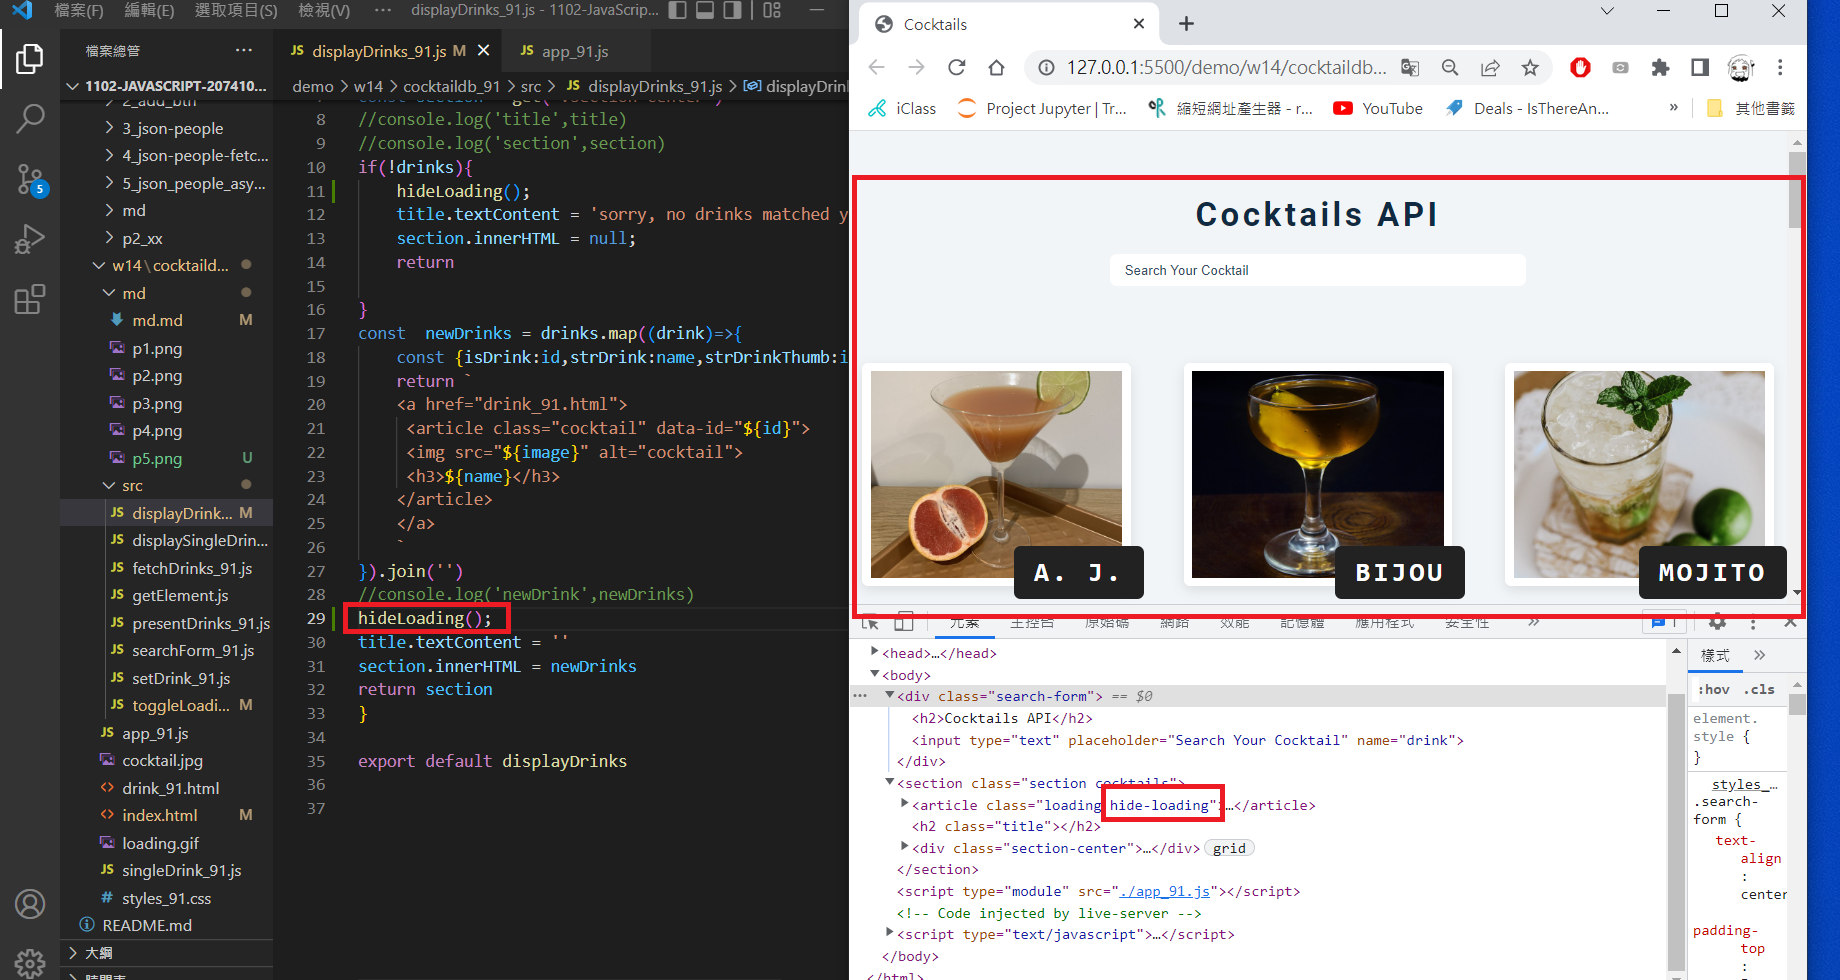 檔案(F) 編輯(E) 選取項目(S) 檢視(V) ··· displayDrinks_91.js - 1102-JavaScrip...
檔案總管 ···
1102-JAVASCRIPT-207410...
2_add_btn
3_json-people
4_json-people-fetc...
5_json_people_asy...
md
p2_xx
w14\cocktaild...
md
md.md M
p1.png
p2.png
p3.png
p4.png
p5.png U
src
JS displayDrink... M
JS displaySingleDrin...
JS fetchDrinks_91.js
JS getElement.js
JS presentDrinks_91.js
JS searchForm_91.js
JS setDrink_91.js
JS toggleLoadi... M
JS app_91.js
cocktail.jpg
<> drink_91.html
<> index.html M
loading.gif
JS singleDrink_91.js
# styles_91.css
README.md
大綱
時間表
5
JS displayDrinks_91.js M
JS app_91.js
demo > w14 > cocktaildb_91 > src > JS displayDrinks_91.js > displayDrin
7 const section = get('.section-center')
8 //console.log('title',title)
9 //console.log('section',section)
10 if(!drinks){
11 hideLoading();
12 title.textContent = 'sorry, no drinks matched y
13 section.innerHTML = null;
14 return
15
16 }
17 const  newDrinks = drinks.map((drink)=>{
18 const {isDrink:id,strDrink:name,strDrinkThumb:i
19 return `
20 <a href="drink_91.html">
21 <article class="cocktail" data-id="${id}">
22 <img src="${image}" alt="cocktail">
23 <h3>${name}</h3>
24 </article>
25 </a>
26 `
27 }).join('')
28 //console.log('newDrink',newDrinks)
29 hideLoading();
30 title.textContent = ''
31 section.innerHTML = newDrinks
32 return section
33 }
34
35 export default displayDrinks
36
37
Cocktails
127.0.0.1:5500/demo/w14/cocktaildb...
iClass
Project Jupyter | Tr...
縮短網址產生器 - r...
YouTube
Deals - IsThereAn...
»
其他書籤
Cocktails API
Search Your Cocktail
A. J.
BIJOU
MOJITO
元素 主控台 原始碼 網路 效能 記憶體 應用程式 安全性 » 1
<head>…</head>
<body>
··· <div class="search-form"> == $0
<h2>Cocktails API</h2>
<input type="text" placeholder="Search Your Cocktail" name="drink">
</div>
<section class="section cocktails">
<article class="loading hide-loading">…</article>
<h2 class="title"></h2>
<div class="section-center">…</div> grid
</section>
<script type="module" src="./app_91.js"></script>
<!-- Code injected by live-server -->
<script type="text/javascript">…</script>
</body>
</html>
樣式 »
:hov .cls
element.
style {
}
styles_…
.search-
form {
text-
align
:
center
padding-
top
: